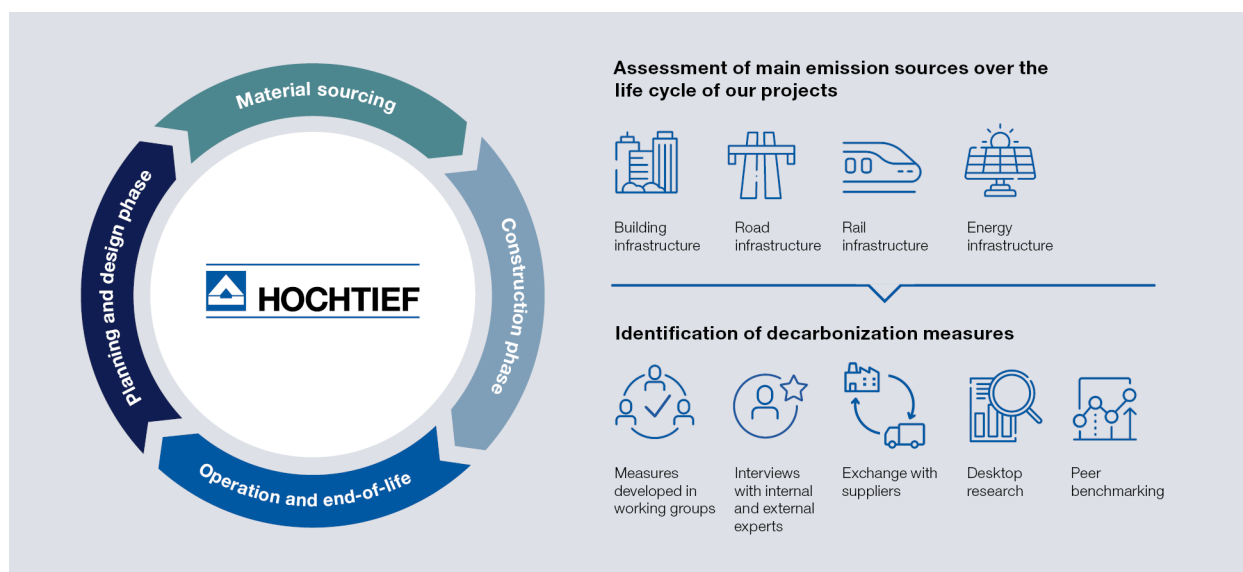 Material sourcing
Construction phase
Operation and end-of-life
Planning and design phase
HOCHTIEF
Assessment of main emission sources over the
life cycle of our projects
Building
infrastructure
Road
infrastructure
Rail
infrastructure
Energy
infrastructure
Identification of decarbonization measures
Measures
developed in
working groups
Interviews
with internal
and external
experts
Exchange with
suppliers
Desktop
research
Peer
benchmarking